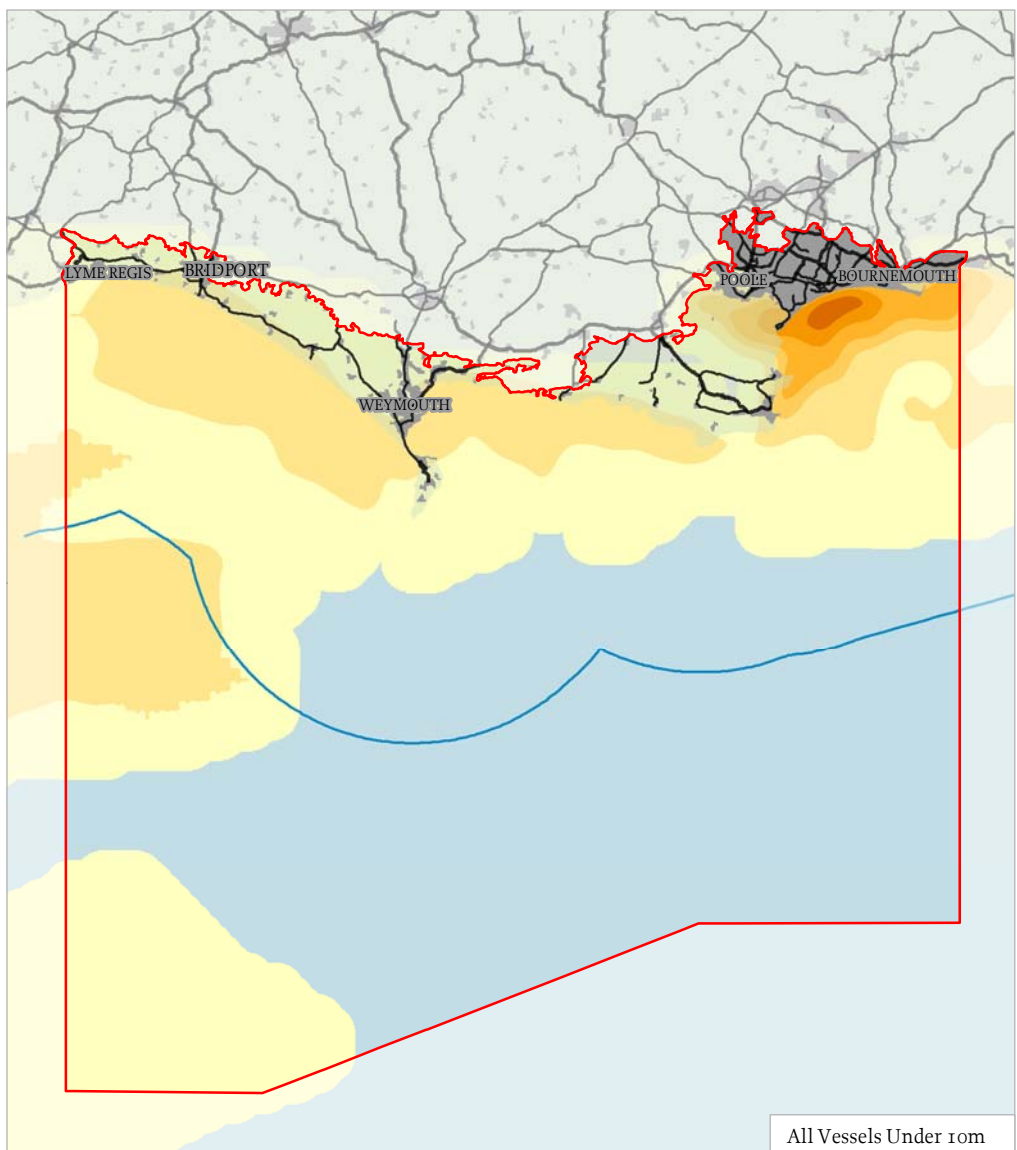 LYME REGIS
BRIDPORT
POOLE
BOURNEMOUTH
WEYMOUTH
All Vessels Under 10m